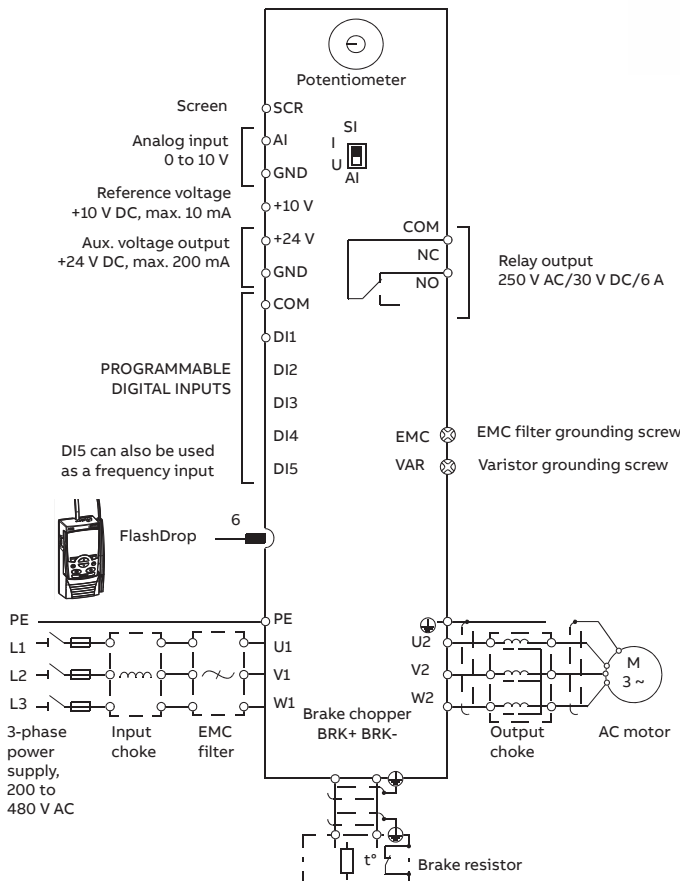 Potentiometer
Screen
SCR
SI
I
U
AI
Analog input
0 to 10 V
AI
GND
Reference voltage
+10 V DC, max. 10 mA
+10 V
Aux. voltage output
+24 V DC, max. 200 mA
+24 V
GND
COM
NC
NO
Relay output
250 V AC/30 V DC/6 A
COM
DI1
PROGRAMMABLE
DIGITAL INPUTS
DI2
DI3
DI4
DI5
DI5 can also be used
as a frequency input
EMC
EMC filter grounding screw
VAR
Varistor grounding screw
FlashDrop
6
PE
PE
L1
U1
L2
V1
L3
W1
3-phase
power
supply,
200 to
480 V AC
Input
choke
EMC
filter
Brake chopper
BRK+ BRK-
U2
V2
W2
Output
choke
M
3 ~
AC motor
t°
Brake resistor